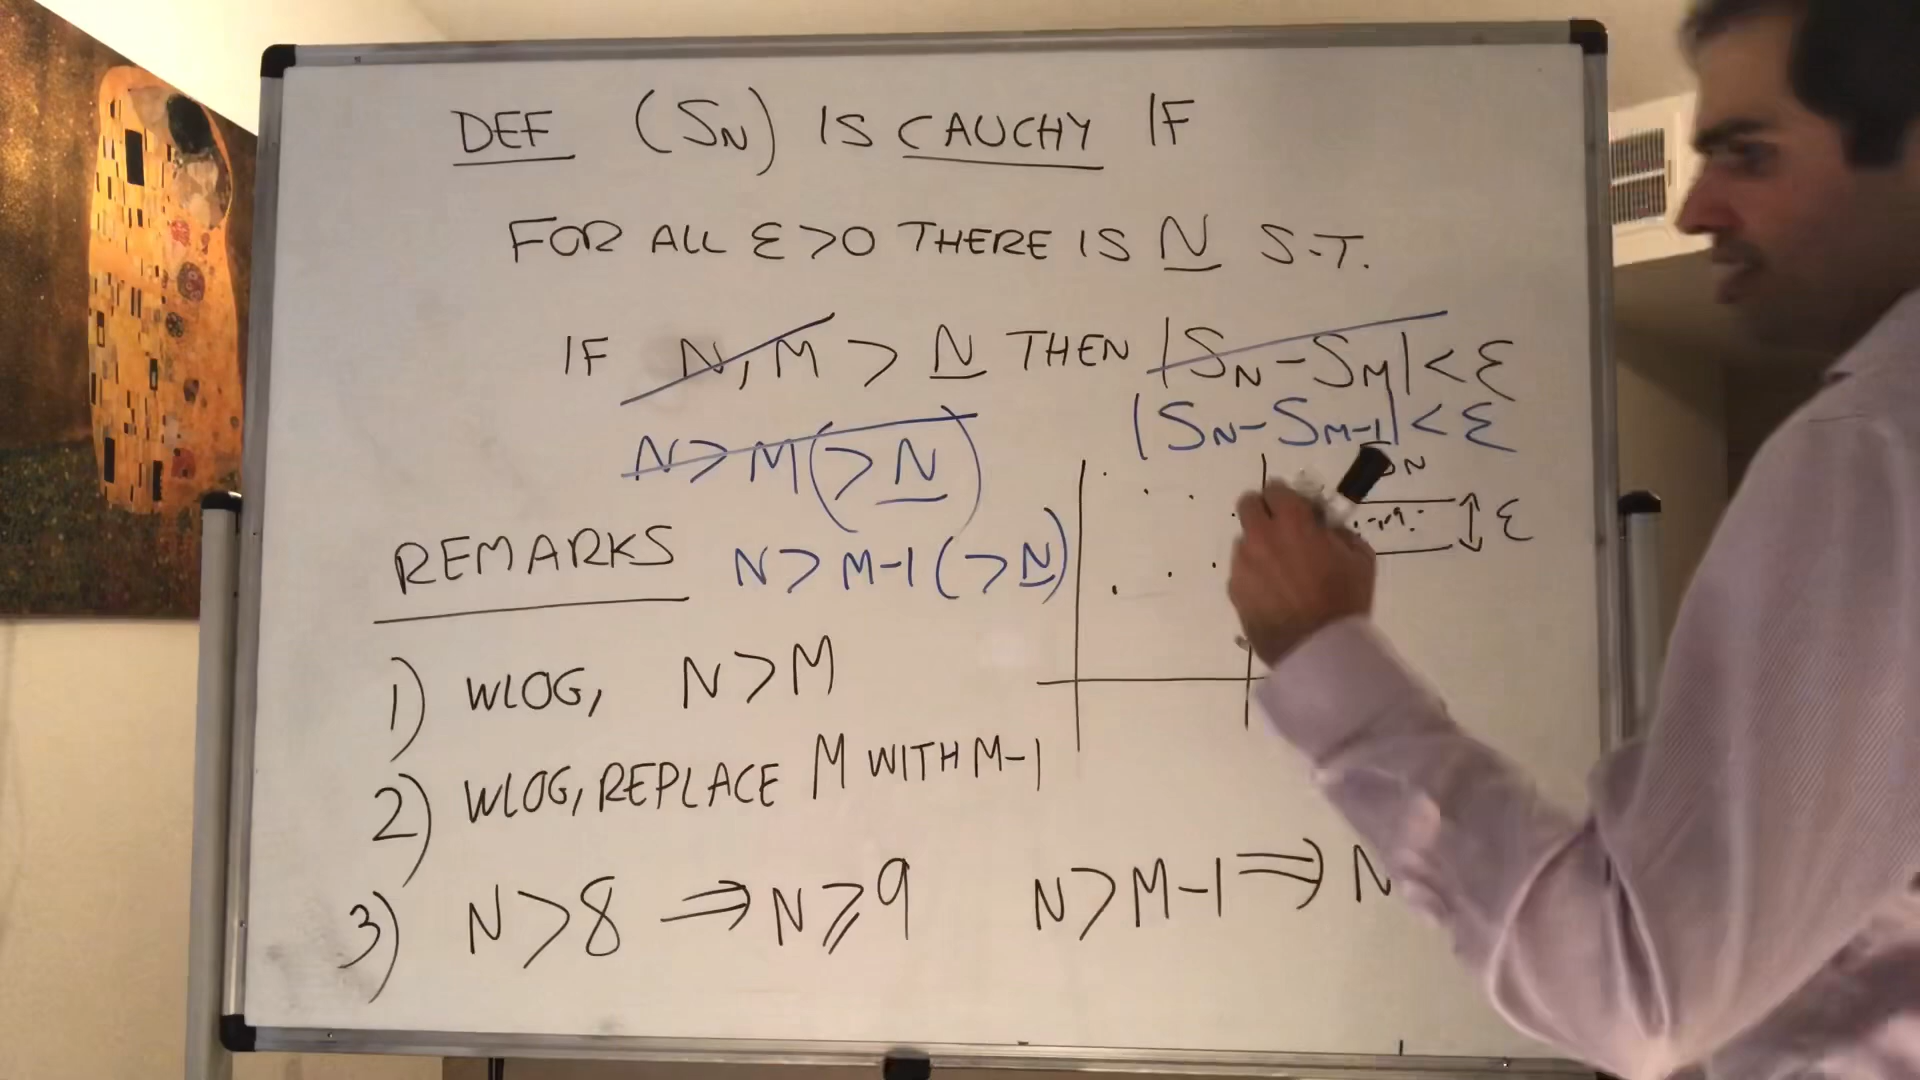 DEF (SN) IS CAUCHY IF
FOR ALL ε>0 THERE IS N S.T.
IF N, M > N THEN |SN - SM| < ε
N > M (> N) |SN - SM-1| < ε
SN
ε
REMARKS N > M-1 (> N)
1) WLOG, N > M
2) WLOG, REPLACE M WITH M-1
3) N > 8 ⟹ N ≥ 9 N > M-1 ⟹ N